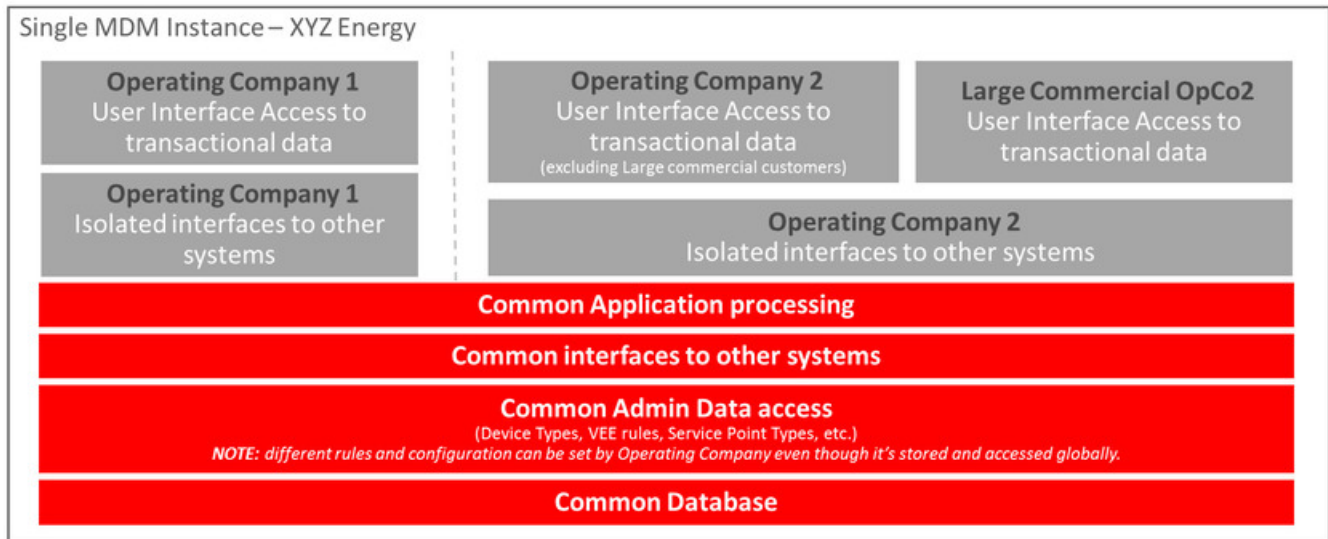 Single MDM Instance – XYZ Energy
Operating Company 1
User Interface Access to
transactional data
Operating Company 1
Isolated interfaces to other
systems
Operating Company 2
User Interface Access to
transactional data
(excluding Large commercial customers)
Large Commercial OpCo2
User Interface Access to
transactional data
Operating Company 2
Isolated interfaces to other systems
Common Application processing
Common interfaces to other systems
Common Admin Data access
(Device Types, VEE rules, Service Point Types, etc.)
NOTE: different rules and configuration can be set by Operating Company even though it's stored and accessed globally.
Common Database